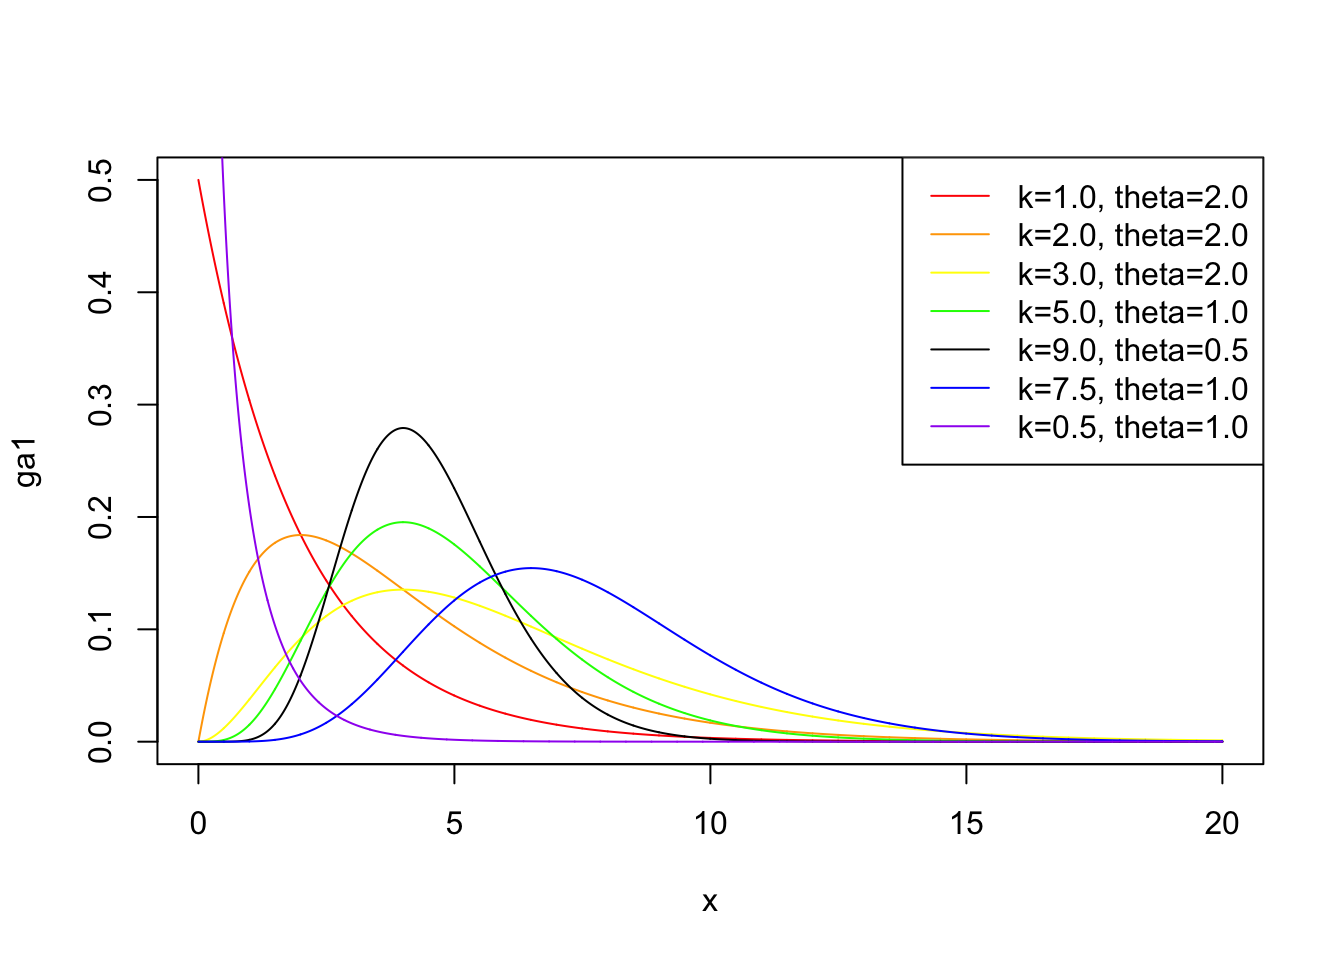 0.5
0.4
0.3
0.2
0.1
0.0
ga1
k=1.0, theta=2.0
k=2.0, theta=2.0
k=3.0, theta=2.0
k=5.0, theta=1.0
k=9.0, theta=0.5
k=7.5, theta=1.0
k=0.5, theta=1.0
0 5 10 15 20
x